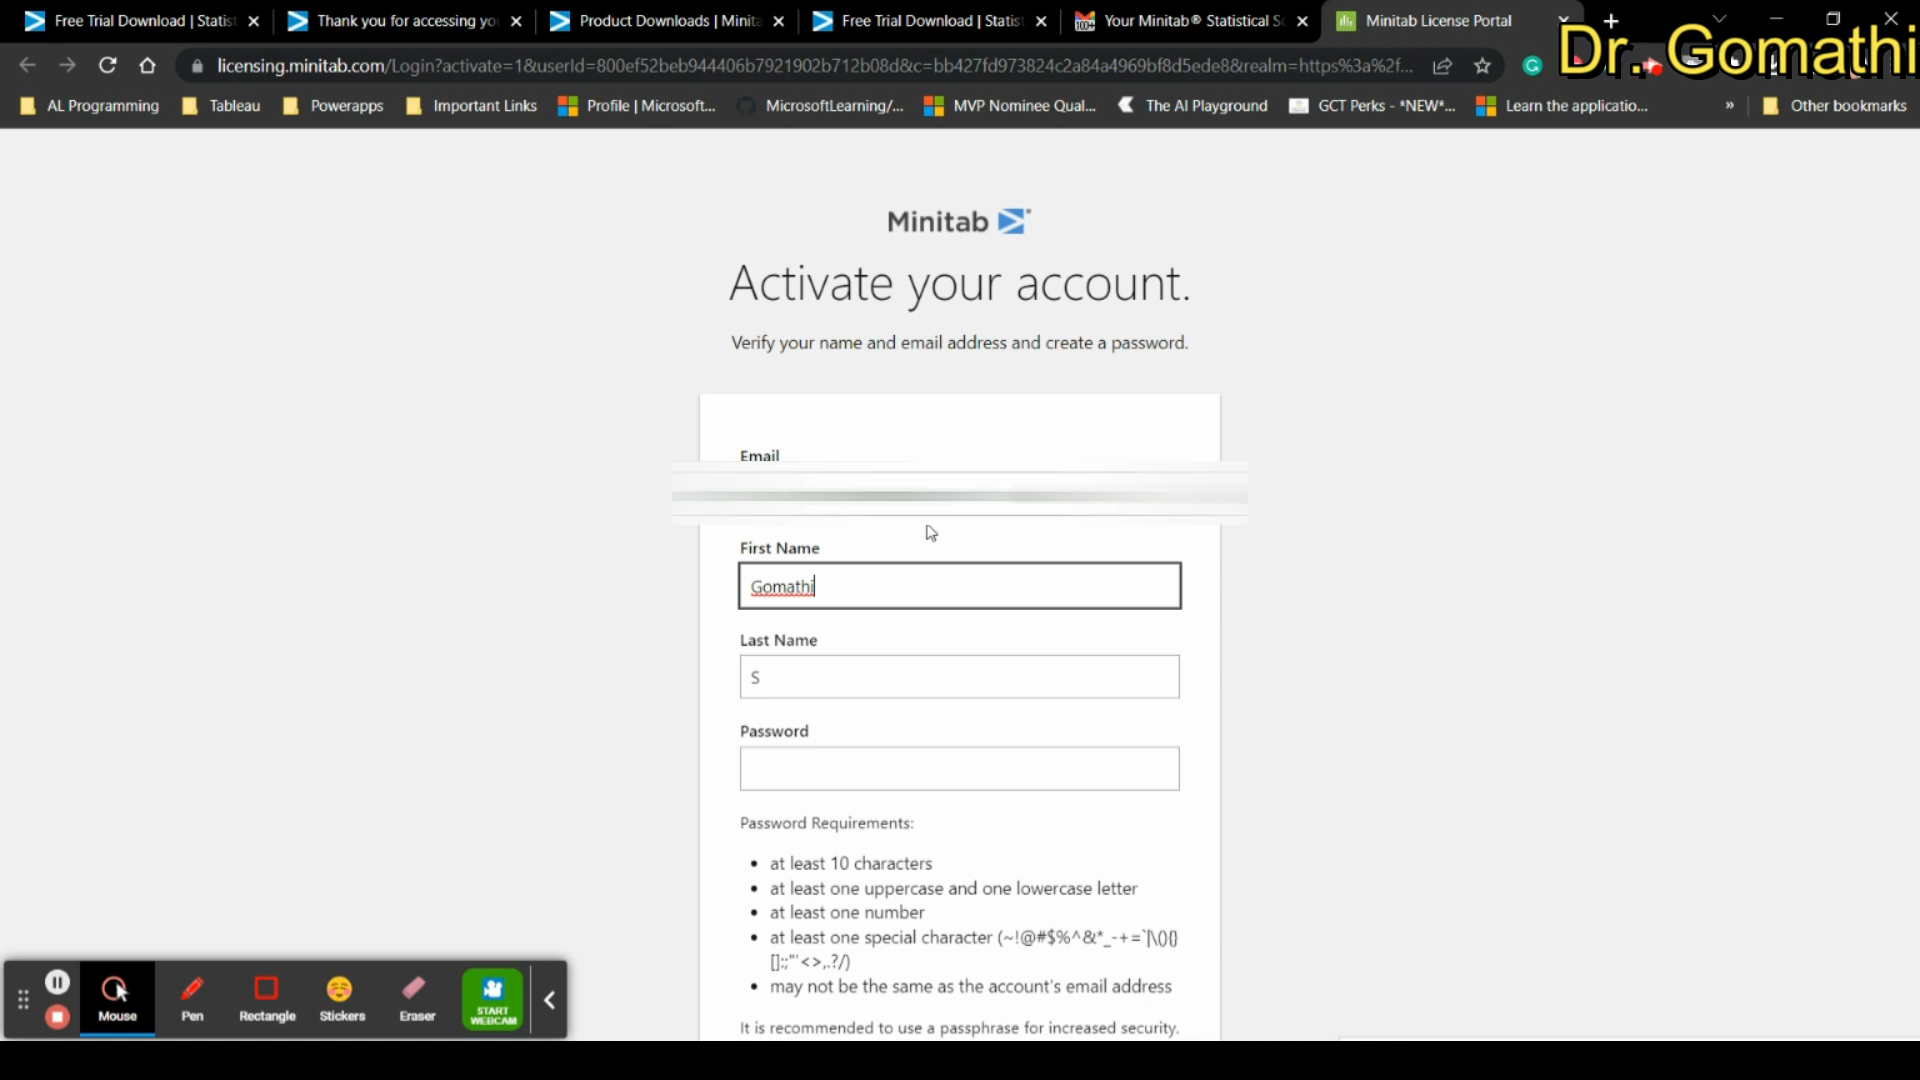 Free Trial Download | Statist
Thank you for accessing yo
Product Downloads | Minita
Free Trial Download | Statist
Your Minitab® Statistical So
Minitab License Portal
Dr. Gomathi
licensing.minitab.com/Login?activate=1&userId=800ef52beb944406b7921902b712b08d&c=bb427fd973824c2a84a4969bf8d5ede8&realm=https%3a%2f...
AL Programming
Tableau
Powerapps
Important Links
Profile | Microsoft...
MicrosoftLearning/...
MVP Nominee Qual...
The AI Playground
GCT Perks - *NEW*...
Learn the applicatio...
»
Other bookmarks
Minitab
Activate your account.
Verify your name and email address and create a password.
Email
First Name
Gomathi
Last Name
S
Password
Password Requirements:
• at least 10 characters
• at least one uppercase and one lowercase letter
• at least one number
• at least one special character (~!@#$%^&*_-+=`|\(){}
[]:;"'<>,.?/)
• may not be the same as the account's email address
It is recommended to use a passphrase for increased security.
Mouse
Pen
Rectangle
Stickers
Eraser
START
WEBCAM